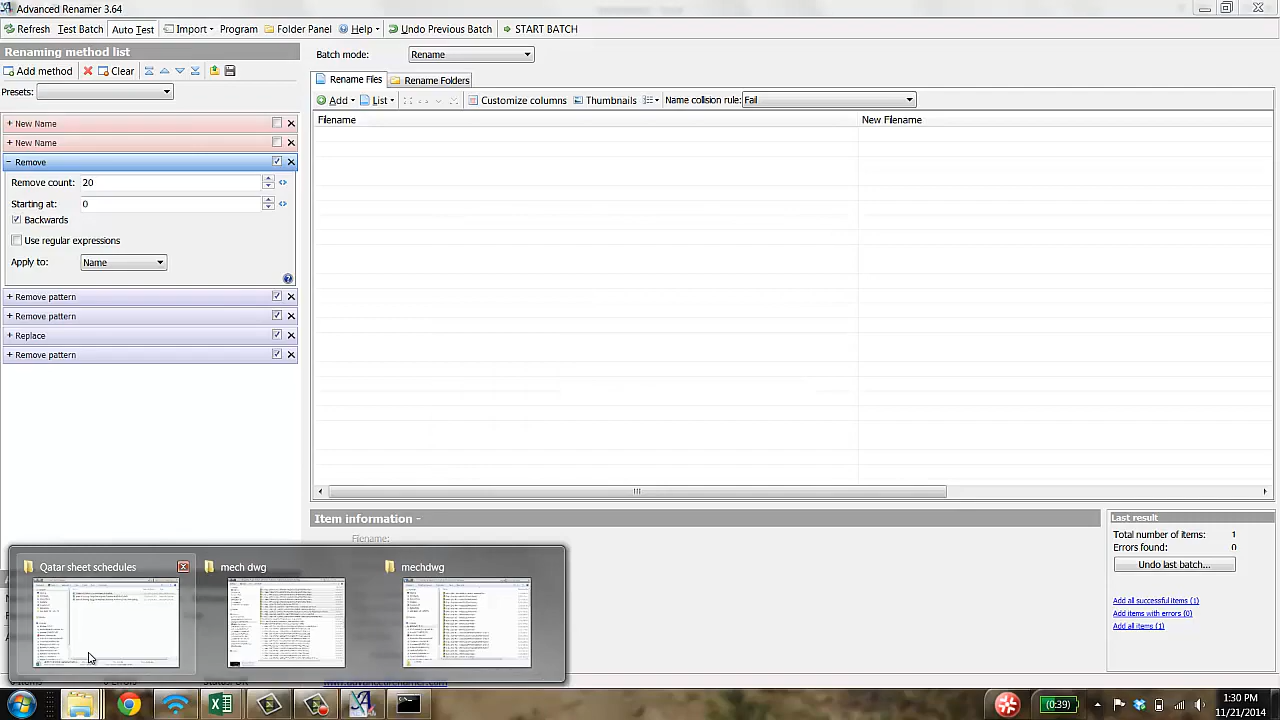 Advanced Renamer 3.64
Refresh Test Batch Auto Test Import Program Folder Panel Help Undo Previous Batch START BATCH
Renaming method list
Batch mode: Rename
Add method Clear
Rename Files Rename Folders
Presets:
Add List Customize columns Thumbnails Name collision rule: Fail
Filename New Filename
+ New Name
+ New Name
− Remove
Remove count: 20
Starting at: 0
Backwards
Use regular expressions
Apply to: Name
+ Remove pattern
+ Remove pattern
+ Replace
+ Remove pattern
Item information -
Filename:
Last result
Total number of items: 1
Errors found: 0
Undo last batch...
Add all successful items (1)
Add items with errors (0)
Add all items (1)
Qatar sheet schedules
mech dwg
mechdwg
(0:39)
1:30 PM
11/21/2014